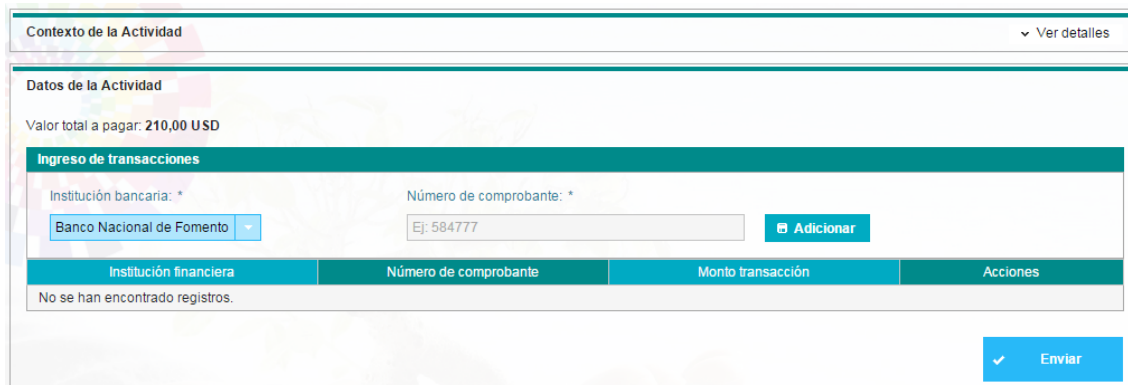 Contexto de la Actividad
Ver detalles
Datos de la Actividad
Valor total a pagar: 210,00 USD
Ingreso de transacciones
Institución bancaria: *
Número de comprobante: *
Banco Nacional de Fomento
Ej: 584777
Adicionar
Institución financiera
Número de comprobante
Monto transacción
Acciones
No se han encontrado registros.
Enviar